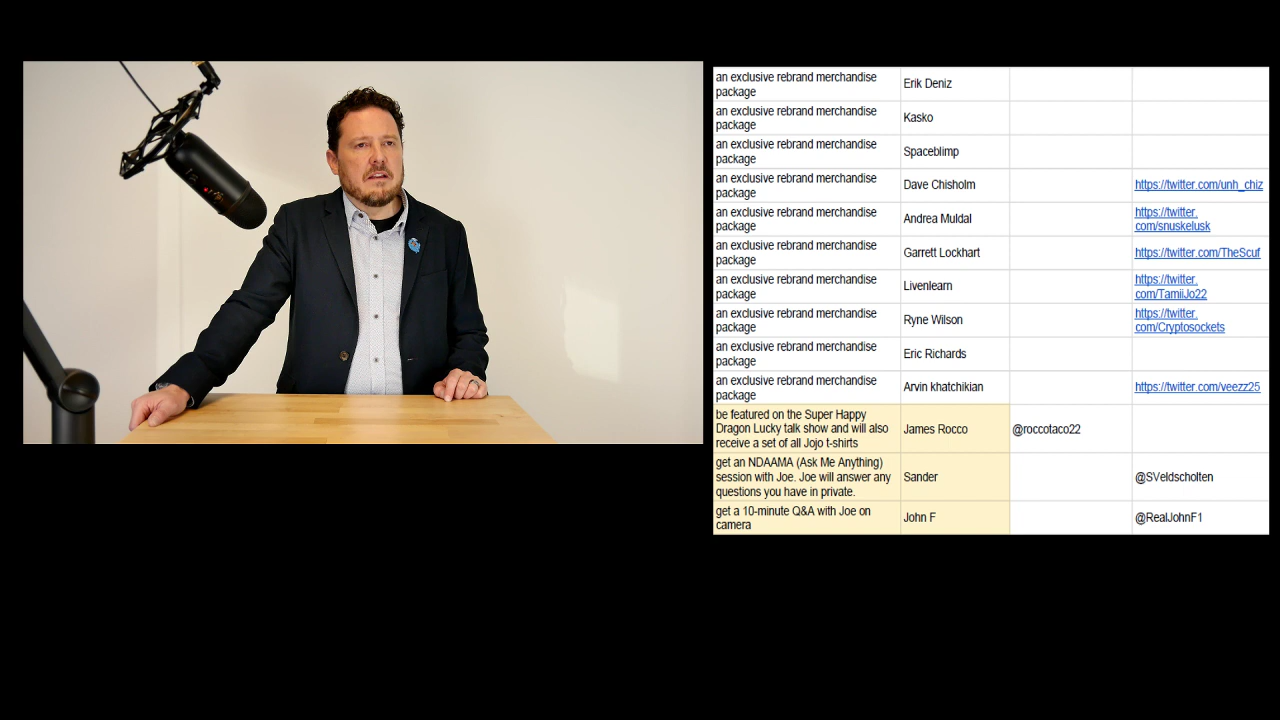 an exclusive rebrand merchandise
package
Erik Deniz
an exclusive rebrand merchandise
package
Kasko
an exclusive rebrand merchandise
package
Spaceblimp
an exclusive rebrand merchandise
package
Dave Chisholm
https://twitter.com/unh_chiz
an exclusive rebrand merchandise
package
Andrea Muldal
https://twitter.
com/snuskelusk
an exclusive rebrand merchandise
package
Garrett Lockhart
https://twitter.com/TheScuf
an exclusive rebrand merchandise
package
Livenlearn
https://twitter.
com/TamiiJo22
an exclusive rebrand merchandise
package
Ryne Wilson
https://twitter.
com/Cryptosockets
an exclusive rebrand merchandise
package
Eric Richards
an exclusive rebrand merchandise
package
Arvin khatchikian
https://twitter.com/veezz25
be featured on the Super Happy
Dragon Lucky talk show and will also
receive a set of all Jojo t-shirts
James Rocco
@roccotaco22
get an NDAAMA (Ask Me Anything)
session with Joe. Joe will answer any
questions you have in private.
Sander
@SVeldscholten
get a 10-minute Q&A with Joe on
camera
John F
@RealJohnF1